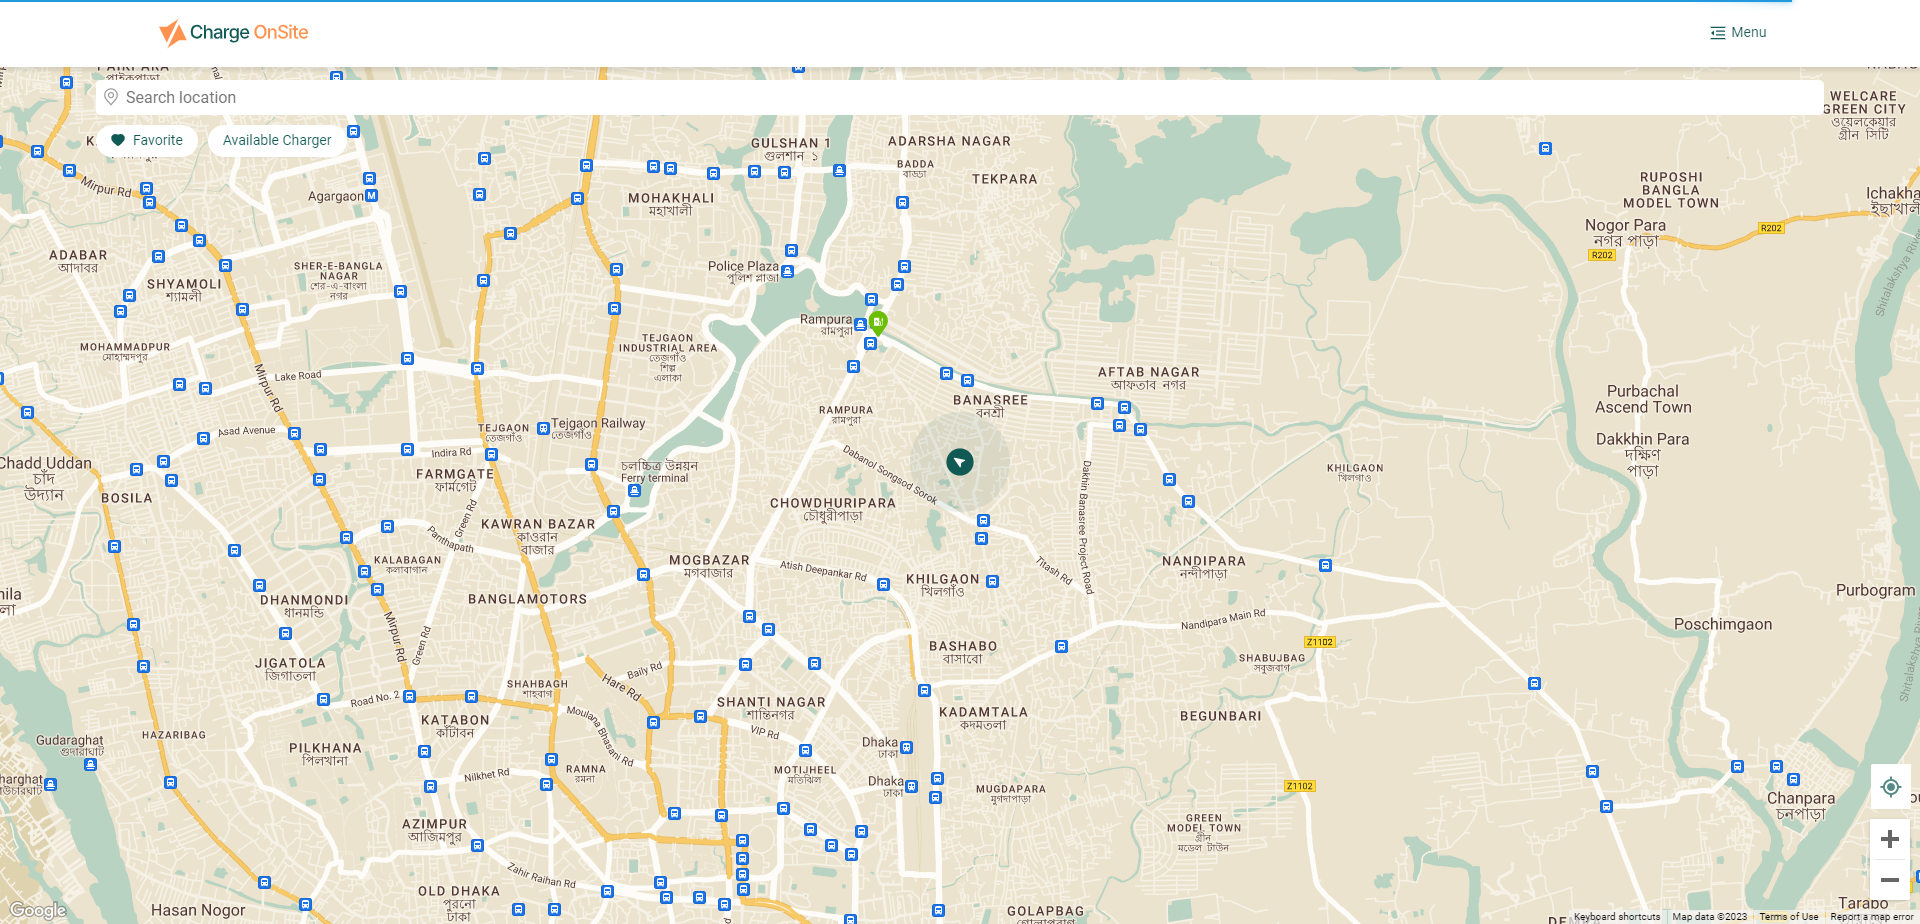 Charge OnSite
Menu
Search location
Favorite
Available Charger
WELCARE
GREEN CITY
ওয়েলকেয়ার
গ্রীন সিটি
GULSHAN 1
গুলশান ১
ADARSHA NAGAR
BADDA
বাড্ডা
TEKPARA
Mirpur Rd
Agargaon
MOHAKHALI
মহাখালী
RUPOSHI
BANGLA
MODEL TOWN
Nogor Para
নগর পাড়া
R202
R202
ADABAR
আদাবর
SHYAMOLI
শ্যামলী
SHER-E-BANGLA
NAGAR
শের-এ-বাংলা
নগর
Police Plaza
পুলিশ প্লাজা
Shitalakshya River
Rampura
রামপুরা
TEJGAON
INDUSTRIAL AREA
তেজগাঁও
শিল্প
এলাকা
MOHAMMADPUR
মোহাম্মদপুর
Lake Road
Mirpur Rd
AFTAB NAGAR
আফতাব নগর
BANASREE
বনশ্রী
Purbachal
Ascend Town
RAMPURA
রামপুরা
Asad Avenue
TEJGAON
তেজগাঁও
Tejgaon Railway
তেজগাঁও
Dakkhin Para
দক্ষিণ
পাড়া
Indira Rd
Chadd Uddan
চাঁদ
উদ্যান
FARMGATE
ফার্মগেট
চলচ্চিত্র উন্নয়ন
Ferry terminal
Dabanol Songsod Sorok
KHILGAON
খিলগাঁও
BOSILA
CHOWDHURIPARA
চৌধুরীপাড়া
Dakhin Banasree Project Road
Green Rd
KAWRAN BAZAR
কাওরান
বাজার
Panthapath
KALABAGAN
কলাবাগান
MOGBAZAR
মগবাজার
Atish Deepankar Rd
KHILGAON
খিলগাঁও
Titash Rd
NANDIPARA
নন্দীপাড়া
Purbogram
DHANMONDI
ধানমন্ডি
BANGLAMOTORS
Nandipara Main Rd
Poschimgaon
Mirpur Rd
Green Rd
Z1102
BASHABO
বাসাবো
JIGATOLA
জিগাতলা
Baily Rd
SHABUJBAG
সবুজবাগ
Shitalakshya River
Road No. 2
SHAHBAGH
শাহবাগ
Hare Rd
SHANTI NAGAR
শান্তিনগর
KADAMTALA
কদমতলা
BEGUNBARI
KATABON
কাঁটাবন
Moulana Bhasani Rd
VIP Rd
HAZARIBAG
Gudaraghat
গুদারাঘাট
PILKHANA
পিলখানা
Dhaka
ঢাকা
Nilkhet Rd
RAMNA
রমনা
MOTIJHEEL
মতিঝিল
Dhaka
ঢাকা
MUGDAPARA
মুগদাপাড়া
Z1102
Chanpara
চনপাড়া
AZIMPUR
আজিমপুর
GREEN
MODEL TOWN
গ্রীন
মডেল টাউন
Zahir Raihan Rd
OLD DHAKA
পুরনো
ঢাকা
Hasan Nogor
GOLAPBAG
Tarabo
Google
Keyboard shortcuts
Map data ©2023
Terms of Use
Report a map error